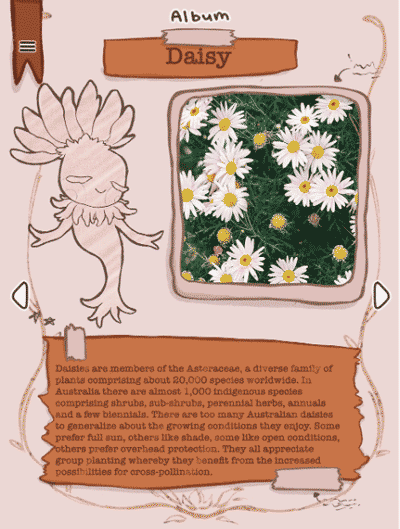 Album
Daisy
Daisies are members of the Astoraceae, a diverse family of
plants comprising about 20,000 species worldwide. In
Australia there are almost 1,000 indigenous species
comprising shrubs, sub-shrubs, perennial herbs, annuals
and a few biennials. There are too many Australian daisies
to generalize about the growing conditions they enjoy. Some
prefer full sun, others like shade, some like open conditions,
others prefer overhead protection. They all appreciate
group planting whereby they benefit from the increased
possibilities for cross-pollination.